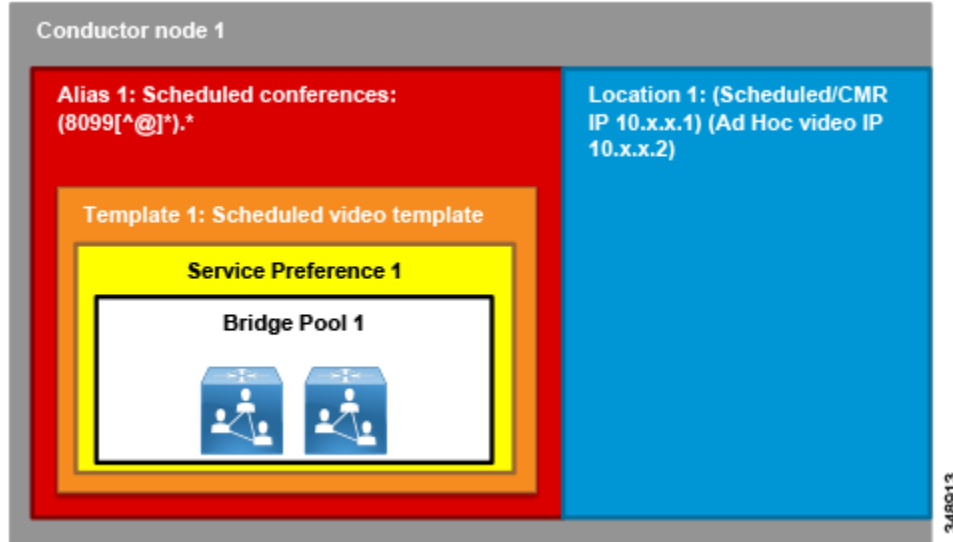 Conductor node 1
Alias 1: Scheduled conferences:
(8099[^@]*).*
Location 1: (Scheduled/CMR
IP 10.x.x.1) (Ad Hoc video IP
10.x.x.2)
Template 1: Scheduled video template
Service Preference 1
Bridge Pool 1
348913